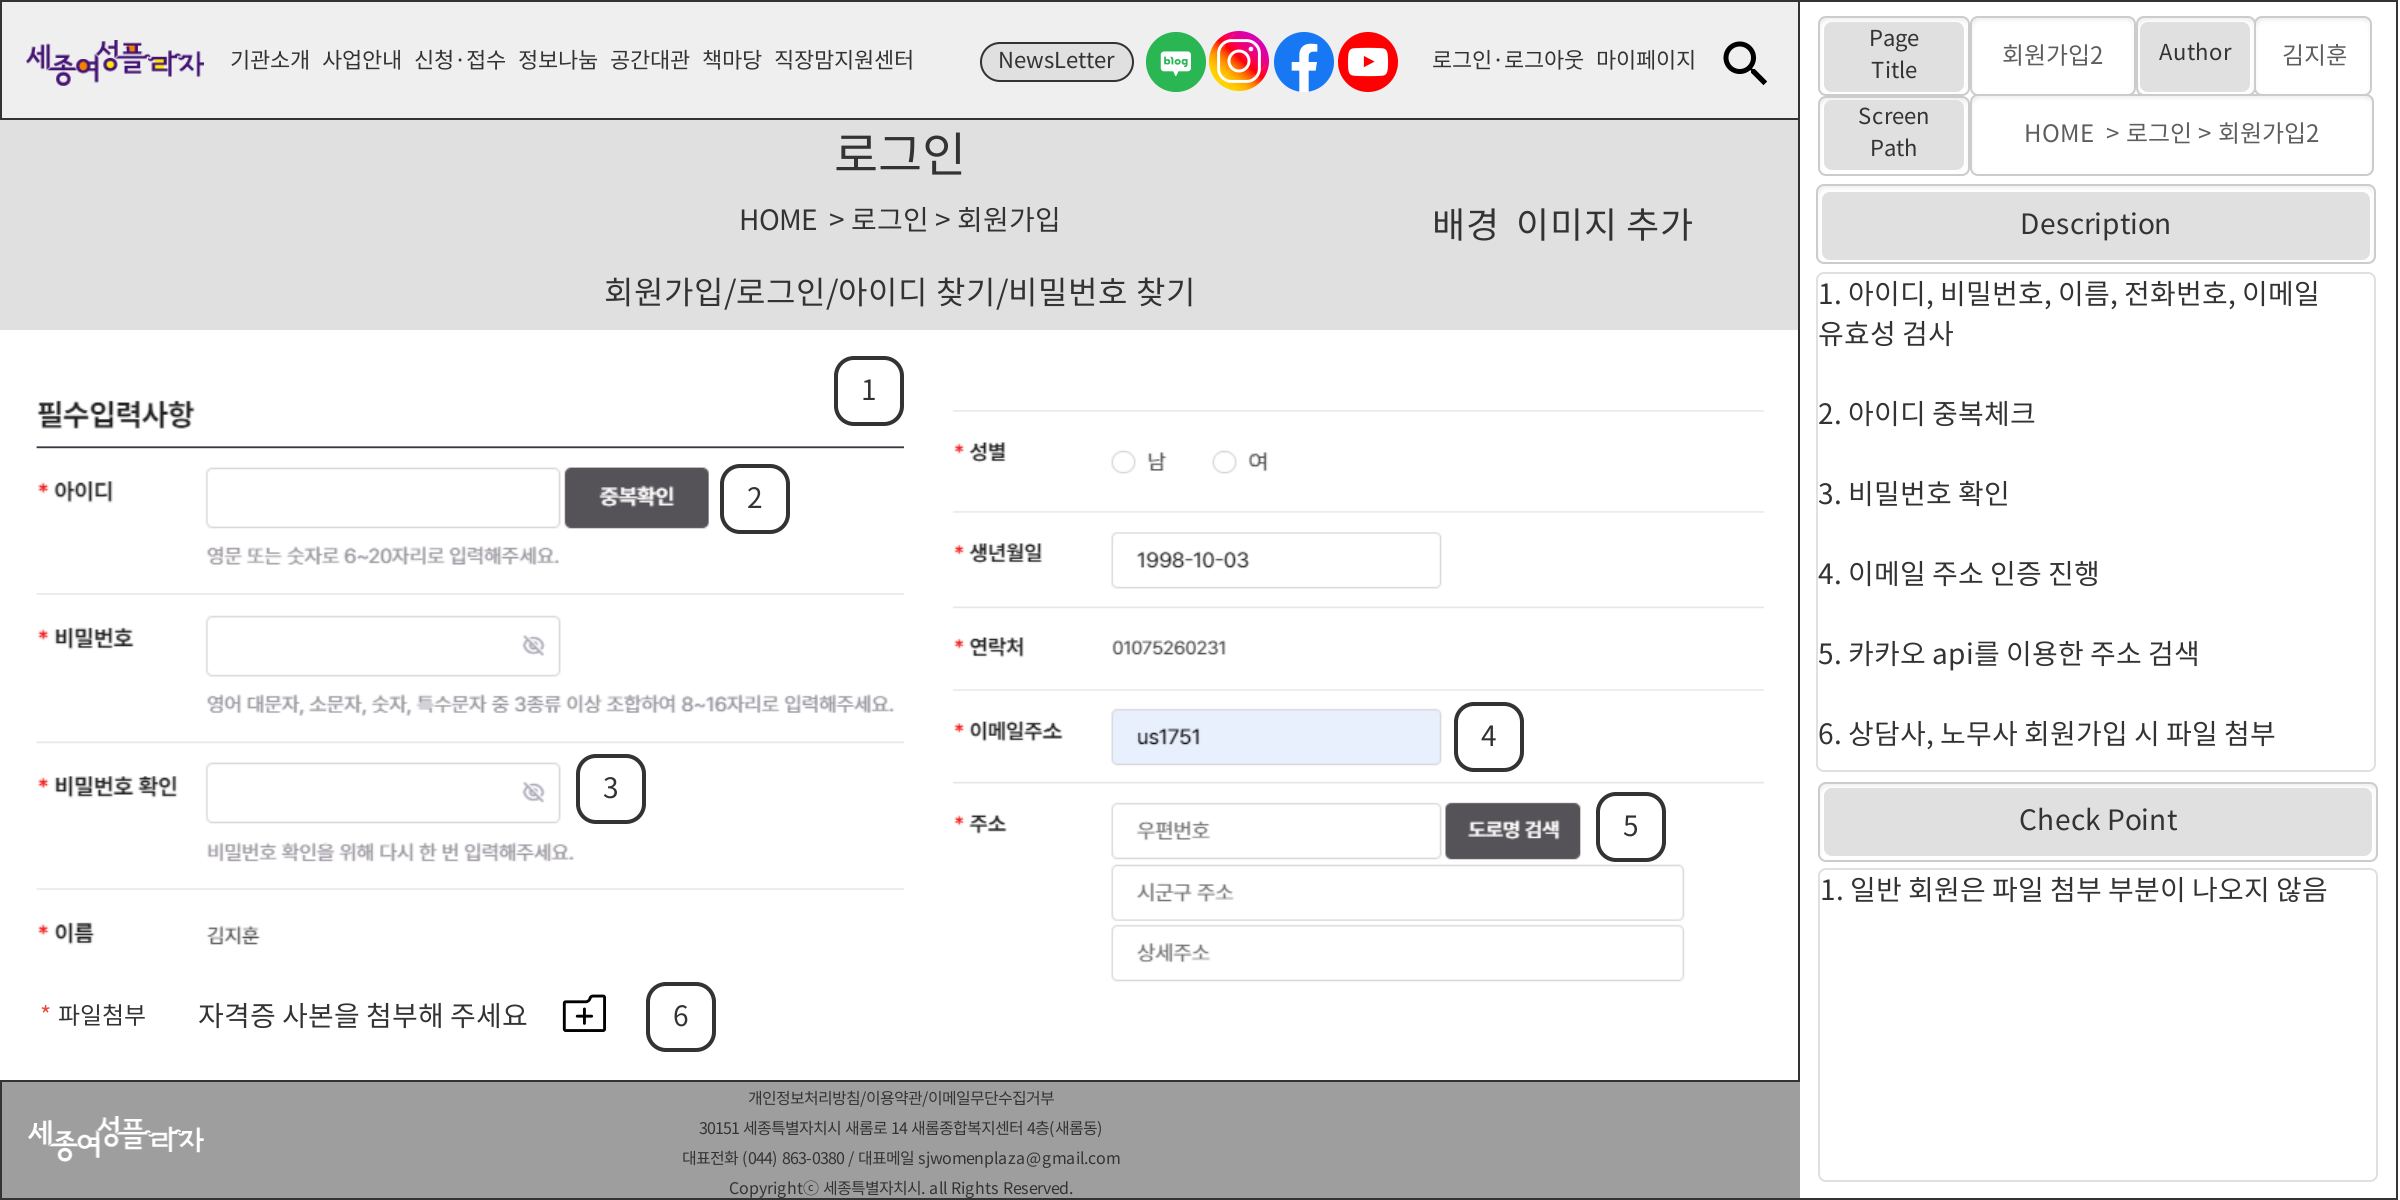 세종여성플라자 기관소개 사업안내 신청·접수 정보나눔 공간대관 책마당 직장맘지원센터 NewsLetter blog 로그인·로그아웃 마이페이지
로그인
HOME > 로그인 > 회원가입
배경 이미지 추가
회원가입/로그인/아이디 찾기/비밀번호 찾기
1
필수입력사항
* 아이디 중복확인 2
영문 또는 숫자로 6~20자리로 입력해주세요.
* 비밀번호
영어 대문자, 소문자, 숫자, 특수문자 중 3종류 이상 조합하여 8~16자리로 입력해주세요.
* 비밀번호 확인 3
비밀번호 확인을 위해 다시 한 번 입력해주세요.
* 이름 김지훈
* 파일첨부 자격증 사본을 첨부해 주세요 6
* 성별 남 여
* 생년월일 1998-10-03
* 연락처 01075260231
* 이메일주소 us1751 4
* 주소 우편번호 도로명 검색 5
시군구 주소
상세주소
세종여성플라자
개인정보처리방침/이용약관/이메일무단수집거부
30151 세종특별자치시 새롬로 14 새롬종합복지센터 4층(새롬동)
대표전화 (044) 863-0380 / 대표메일 sjwomenplaza@gmail.com
Copyrightⓒ 세종특별자치시. all Rights Reserved.
Page
Title
회원가입2
Author
김지훈
Screen
Path
HOME > 로그인 > 회원가입2
Description
1. 아이디, 비밀번호, 이름, 전화번호, 이메일
유효성 검사
2. 아이디 중복체크
3. 비밀번호 확인
4. 이메일 주소 인증 진행
5. 카카오 api를 이용한 주소 검색
6. 상담사, 노무사 회원가입 시 파일 첨부
Check Point
1. 일반 회원은 파일 첨부 부분이 나오지 않음